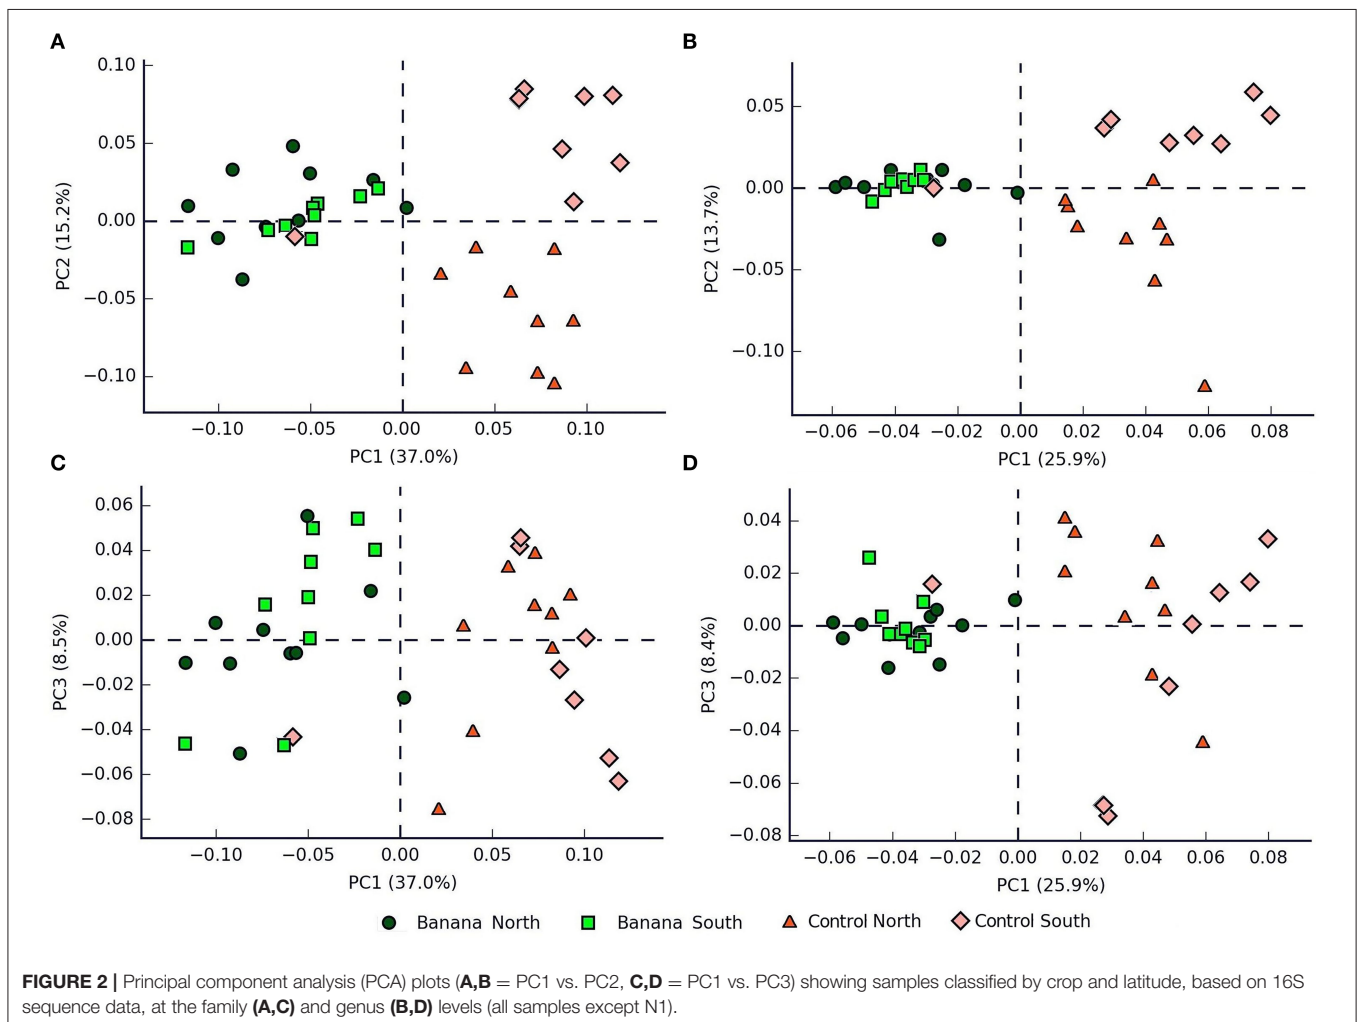 A
B
0.10
0.05
0.00
−0.05
−0.10
PC2 (15.2%)
−0.10 −0.05 0.00 0.05 0.10
PC1 (37.0%)
0.05
0.00
−0.05
−0.10
PC2 (13.7%)
−0.06 −0.04 −0.02 0.00 0.02 0.04 0.06 0.08
PC1 (25.9%)
C
D
0.06
0.04
0.02
0.00
−0.02
−0.04
−0.06
−0.08
PC3 (8.5%)
−0.10 −0.05 0.00 0.05 0.10
PC1 (37.0%)
0.04
0.02
0.00
−0.02
−0.04
−0.06
−0.08
PC3 (8.4%)
−0.06 −0.04 −0.02 0.00 0.02 0.04 0.06 0.08
PC1 (25.9%)
Banana North Banana South Control North Control South
FIGURE 2 | Principal component analysis (PCA) plots (A,B = PC1 vs. PC2, C,D = PC1 vs. PC3) showing samples classified by crop and latitude, based on 16S
sequence data, at the family (A,C) and genus (B,D) levels (all samples except N1).